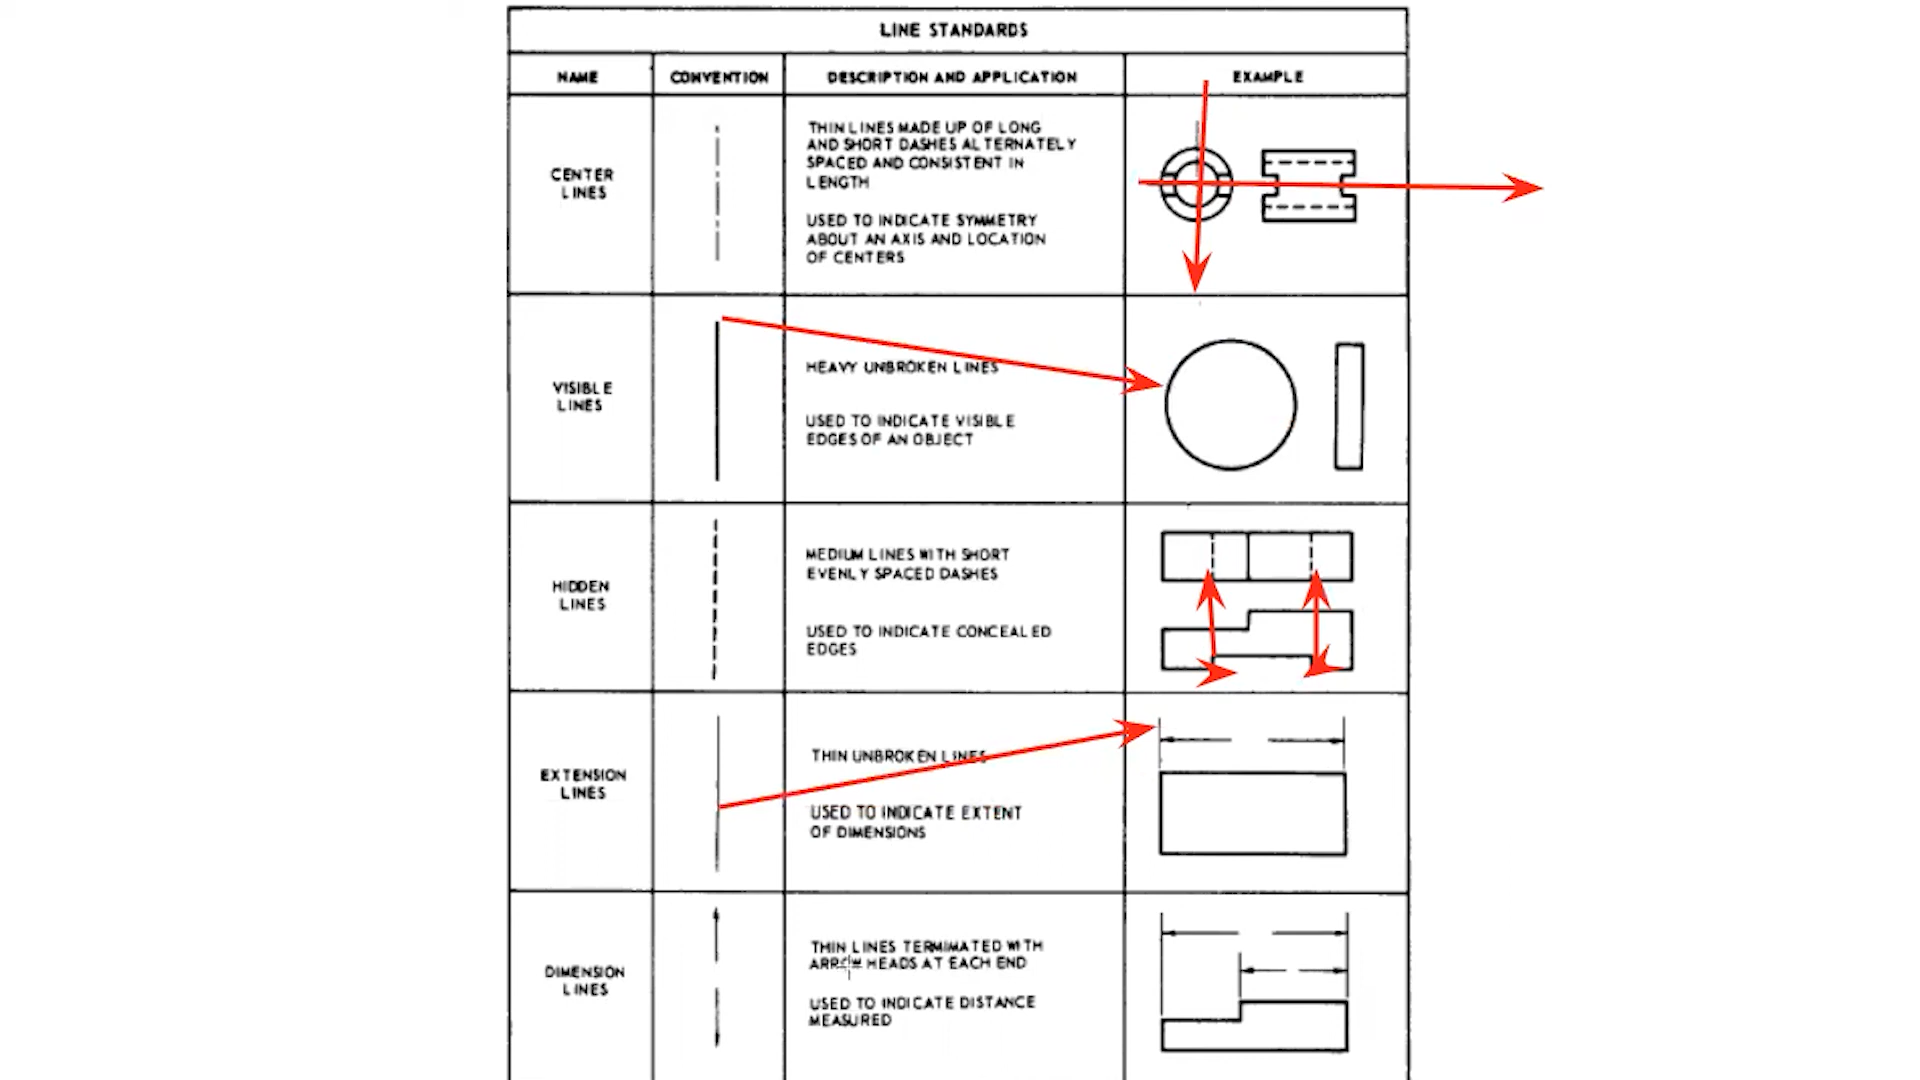 LINE STANDARDS
NAME
CONVENTION
DESCRIPTION AND APPLICATION
EXAMPLE
CENTER
LINES
THIN LINES MADE UP OF LONG
AND SHORT DASHES ALTERNATELY
SPACED AND CONSISTENT IN
LENGTH
USED TO INDICATE SYMMETRY
ABOUT AN AXIS AND LOCATION
OF CENTERS
VISIBLE
LINES
HEAVY UNBROKEN LINES
USED TO INDICATE VISIBLE
EDGES OF AN OBJECT
HIDDEN
LINES
MEDIUM LINES WITH SHORT
EVENLY SPACED DASHES
USED TO INDICATE CONCEALED
EDGES
EXTENSION
LINES
THIN UNBROKEN LINES
USED TO INDICATE EXTENT
OF DIMENSIONS
DIMENSION
LINES
THIN LINES TERMIMATED WITH
ARROW HEADS AT EACH END
USED TO INDICATE DISTANCE
MEASURED